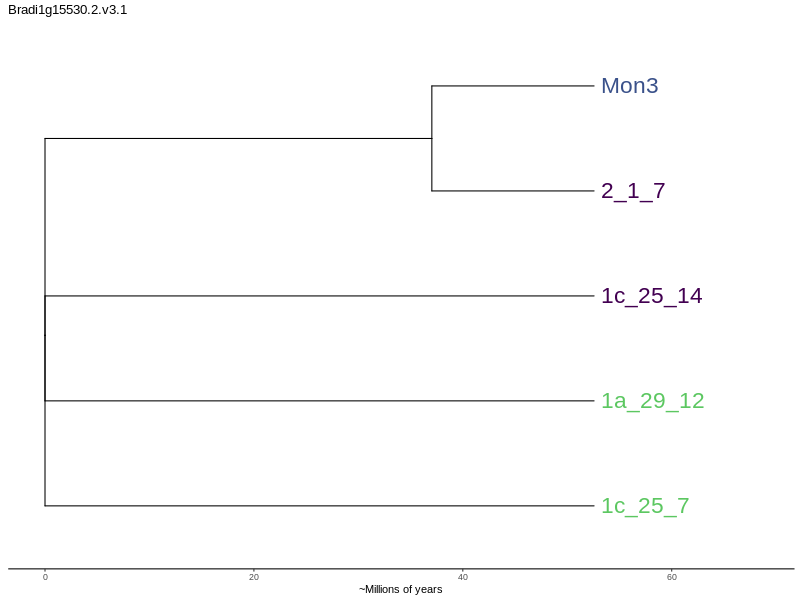 Bradi1g15530.2.v3.1
Mon3
2_1_7
1c_25_14
1a_29_12
1c_25_7
0 20 40 60
~Millions of years